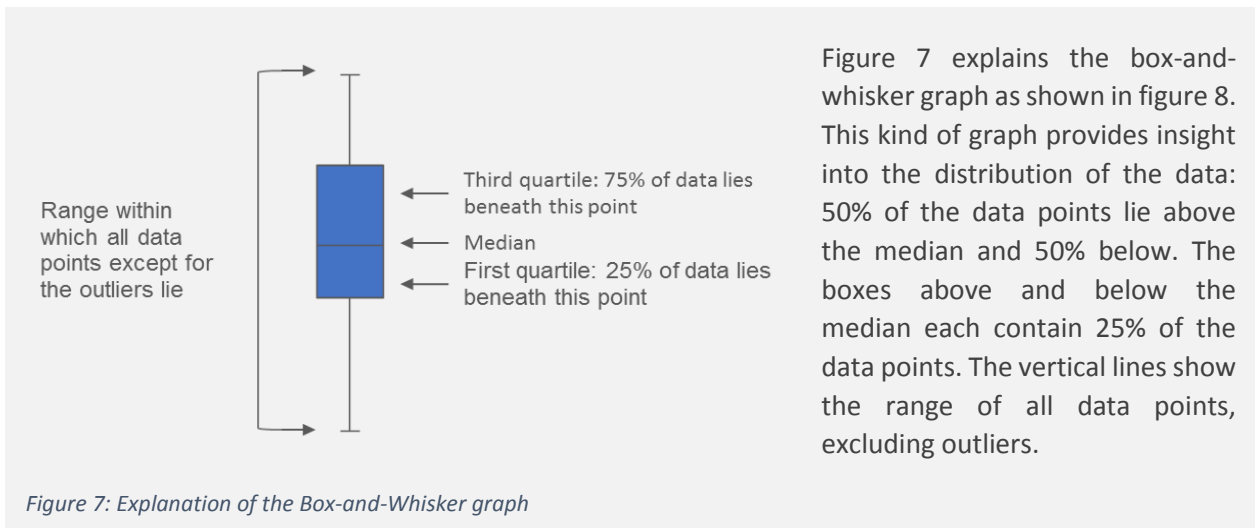 Range within
which all data
points except for
the outliers lie
Third quartile: 75% of data lies
beneath this point
Median
First quartile: 25% of data lies
beneath this point
Figure 7 explains the box-and-
whisker graph as shown in figure 8.
This kind of graph provides insight
into the distribution of the data:
50% of the data points lie above
the median and 50% below. The
boxes above and below the
median each contain 25% of the
data points. The vertical lines show
the range of all data points,
excluding outliers.
Figure 7: Explanation of the Box-and-Whisker graph